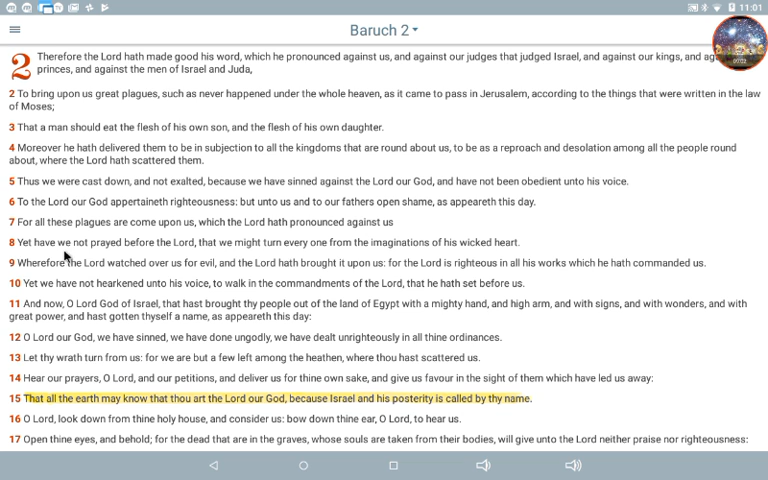 11:01
Baruch 2
00:02
2 Therefore the Lord hath made good his word, which he pronounced against us, and against our judges that judged Israel, and against our kings, and
princes, and against the men of Israel and Juda,
2 To bring upon us great plagues, such as never happened under the whole heaven, as it came to pass in Jerusalem, according to the things that were written in the law
of Moses;
3 That a man should eat the flesh of his own son, and the flesh of his own daughter.
4 Moreover he hath delivered them to be in subjection to all the kingdoms that are round about us, to be as a reproach and desolation among all the people round
about, where the Lord hath scattered them.
5 Thus we were cast down, and not exalted, because we have sinned against the Lord our God, and have not been obedient unto his voice.
6 To the Lord our God appertaineth righteousness: but unto us and to our fathers open shame, as appeareth this day.
7 For all these plagues are come upon us, which the Lord hath pronounced against us
8 Yet have we not prayed before the Lord, that we might turn every one from the imaginations of his wicked heart.
9 Wherefore the Lord watched over us for evil, and the Lord hath brought it upon us: for the Lord is righteous in all his works which he hath commanded us.
10 Yet we have not hearkened unto his voice, to walk in the commandments of the Lord, that he hath set before us.
11 And now, O Lord God of Israel, that hast brought thy people out of the land of Egypt with a mighty hand, and high arm, and with signs, and with wonders, and with
great power, and hast gotten thyself a name, as appeareth this day:
12 O Lord our God, we have sinned, we have done ungodly, we have dealt unrighteously in all thine ordinances.
13 Let thy wrath turn from us: for we are but a few left among the heathen, where thou hast scattered us.
14 Hear our prayers, O Lord, and our petitions, and deliver us for thine own sake, and give us favour in the sight of them which have led us away:
15 That all the earth may know that thou art the Lord our God, because Israel and his posterity is called by thy name.
16 O Lord, look down from thine holy house, and consider us: bow down thine ear, O Lord, to hear us.
17 Open thine eyes, and behold; for the dead that are in the graves, whose souls are taken from their bodies, will give unto the Lord neither praise nor righteousness: